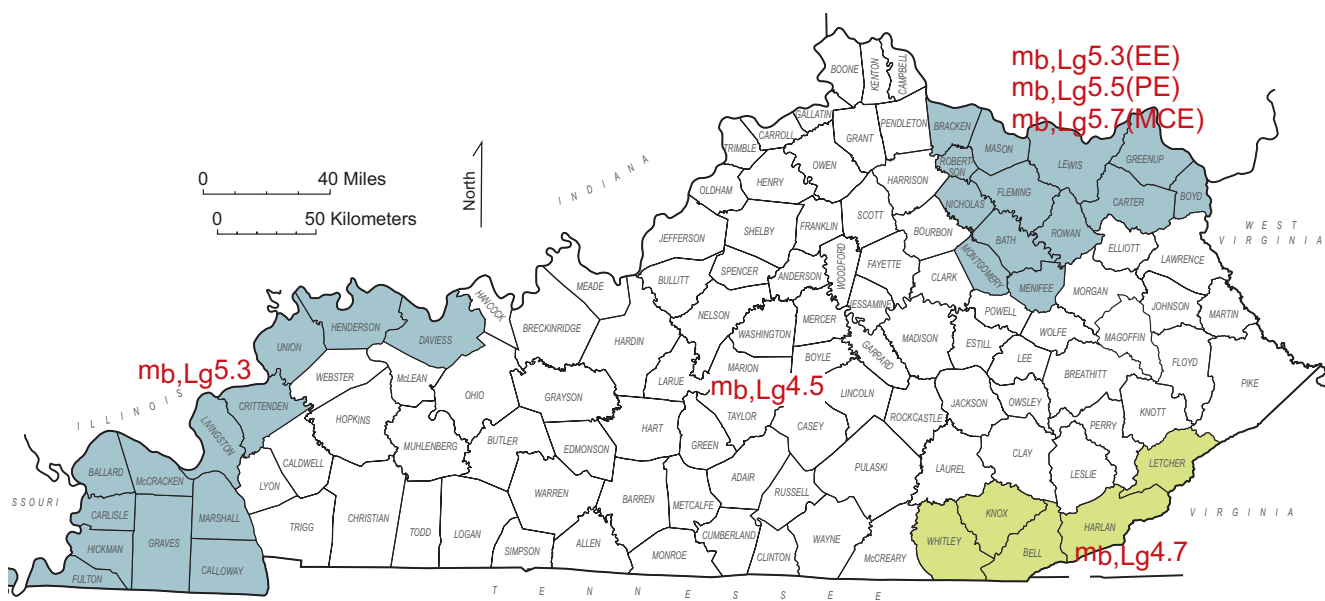 mb,Lg5.3(EE)
mb,Lg5.5(PE)
mb,Lg5.7(MCE)
BOONE
KENTON
CAMPBELL
GALLATIN
PENDLETON
BRACKEN
CARROLL
GRANT
TRIMBLE
MASON
LEWIS
GREENUP
OWEN
ROBERT-
SON
0 40 Miles
0 50 Kilometers
North
INDIANA
OLDHAM
HENRY
HARRISON
FLEMING
NICHOLAS
CARTER
BOYD
SCOTT
FRANKLIN
SHELBY
JEFFERSON
BOURBON
BATH
ROWAN
ELLIOTT
WEST
VIRGINIA
LAWRENCE
WOODFORD
FAYETTE
MONTGOMERY
SPENCER
ANDERSON
BULLITT
CLARK
MENIFEE
MORGAN
HANCOCK
MEADE
JESSAMINE
POWELL
JOHNSON
MARTIN
NELSON
MERCER
BRECKINRIDGE
WASHINGTON
MADISON
ESTILL
WOLFE
MAGOFFIN
HENDERSON
DAVIESS
UNION
HARDIN
GARRARD
LEE
FLOYD
BOYLE
MARION
mb,Lg5.3
WEBSTER
McLEAN
LARUE
mb,Lg4.5
BREATHITT
PIKE
ILLINOIS
CRITTENDEN
OHIO
GRAYSON
LINCOLN
JACKSON
OWSLEY
KNOTT
LIVINGSTON
HOPKINS
TAYLOR
ROCKCASTLE
PERRY
HART
CASEY
MUHLENBERG
BUTLER
GREEN
EDMONSON
CLAY
CALDWELL
BALLARD
McCRACKEN
LYON
ADAIR
PULASKI
LAUREL
LESLIE
LETCHER
SSOURI
WARREN
BARREN
METCALFE
RUSSELL
CARLISLE
MARSHALL
KNOX
VIRGINIA
TRIGG
CHRISTIAN
TODD
LOGAN
HARLAN
GRAVES
HICKMAN
ALLEN
CUMBERLAND
WAYNE
WHITLEY
SIMPSON
MONROE
CLINTON
McCREARY
BELL
mb,Lg4.7
CALLOWAY
FULTON
TENNESSEE